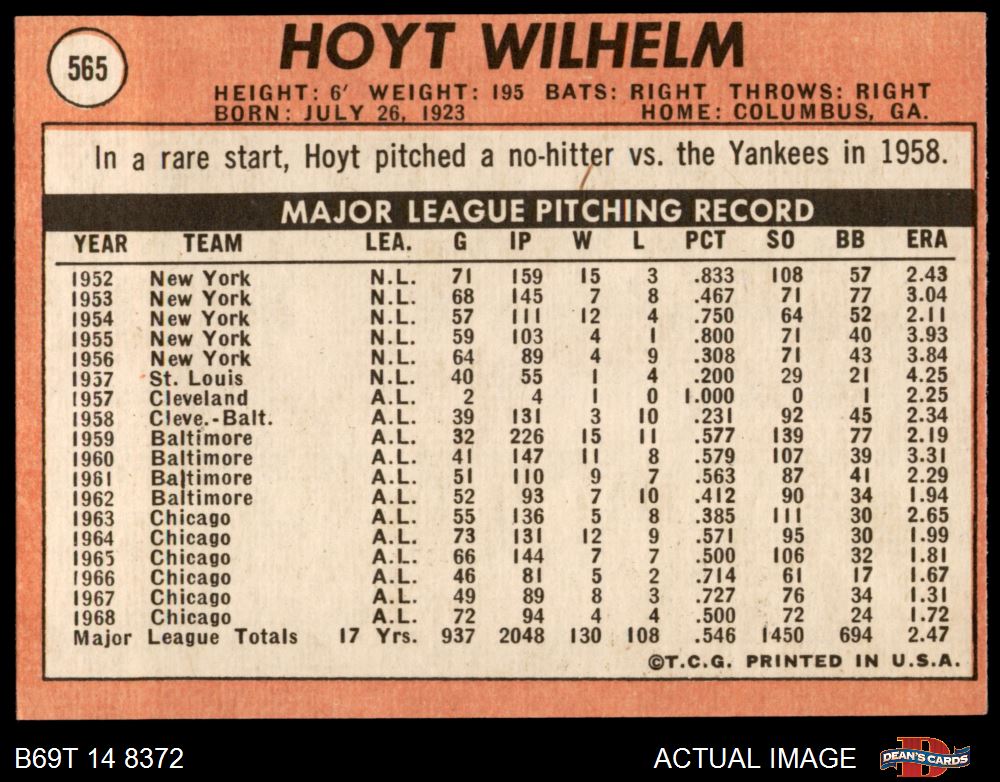 565
HOYT WILHELM
HEIGHT: 6' WEIGHT: 195 BATS: RIGHT THROWS: RIGHT
BORN: JULY 26, 1923 HOME: COLUMBUS, GA.
In a rare start, Hoyt pitched a no-hitter vs. the Yankees in 1958.
MAJOR LEAGUE PITCHING RECORD
YEAR TEAM LEA. G IP W L PCT SO BB ERA
1952 New York N.L. 71 159 15 3 .833 108 57 2.43
1953 New York N.L. 68 145 7 8 .467 71 77 3.04
1954 New York N.L. 57 111 12 4 .750 64 52 2.11
1955 New York N.L. 59 103 4 1 .800 71 40 3.93
1956 New York N.L. 64 89 4 9 .308 71 43 3.84
1957 St. Louis N.L. 40 55 1 4 .200 29 21 4.25
1957 Cleveland A.L. 2 4 1 0 1.000 0 1 2.25
1958 Cleve.-Balt. A.L. 39 131 3 10 .231 92 45 2.34
1959 Baltimore A.L. 32 226 15 11 .577 139 77 2.19
1960 Baltimore A.L. 41 147 11 8 .579 107 39 3.31
1961 Baltimore A.L. 51 110 9 7 .563 87 41 2.29
1962 Baltimore A.L. 52 93 7 10 .412 90 34 1.94
1963 Chicago A.L. 55 136 5 8 .385 111 30 2.65
1964 Chicago A.L. 73 131 12 9 .571 95 30 1.99
1965 Chicago A.L. 66 144 7 7 .500 106 32 1.81
1966 Chicago A.L. 46 81 5 2 .714 61 17 1.67
1967 Chicago A.L. 49 89 8 3 .727 76 34 1.31
1968 Chicago A.L. 72 94 4 4 .500 72 24 1.72
Major League Totals 17 Yrs. 937 2048 130 108 .546 1450 694 2.47
©T.C.G. PRINTED IN U.S.A.
B69T 14 8372 ACTUAL IMAGE DEAN'S CARDS